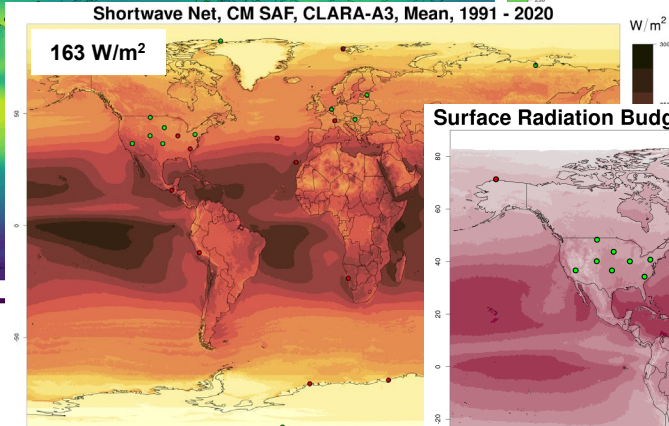 Shortwave Net, CM SAF, CLARA-A3, Mean, 1991 - 2020
W/m²
163 W/m²
300
50
0
-50
Surface Radiation Budg
80
60
40
20
0
-20